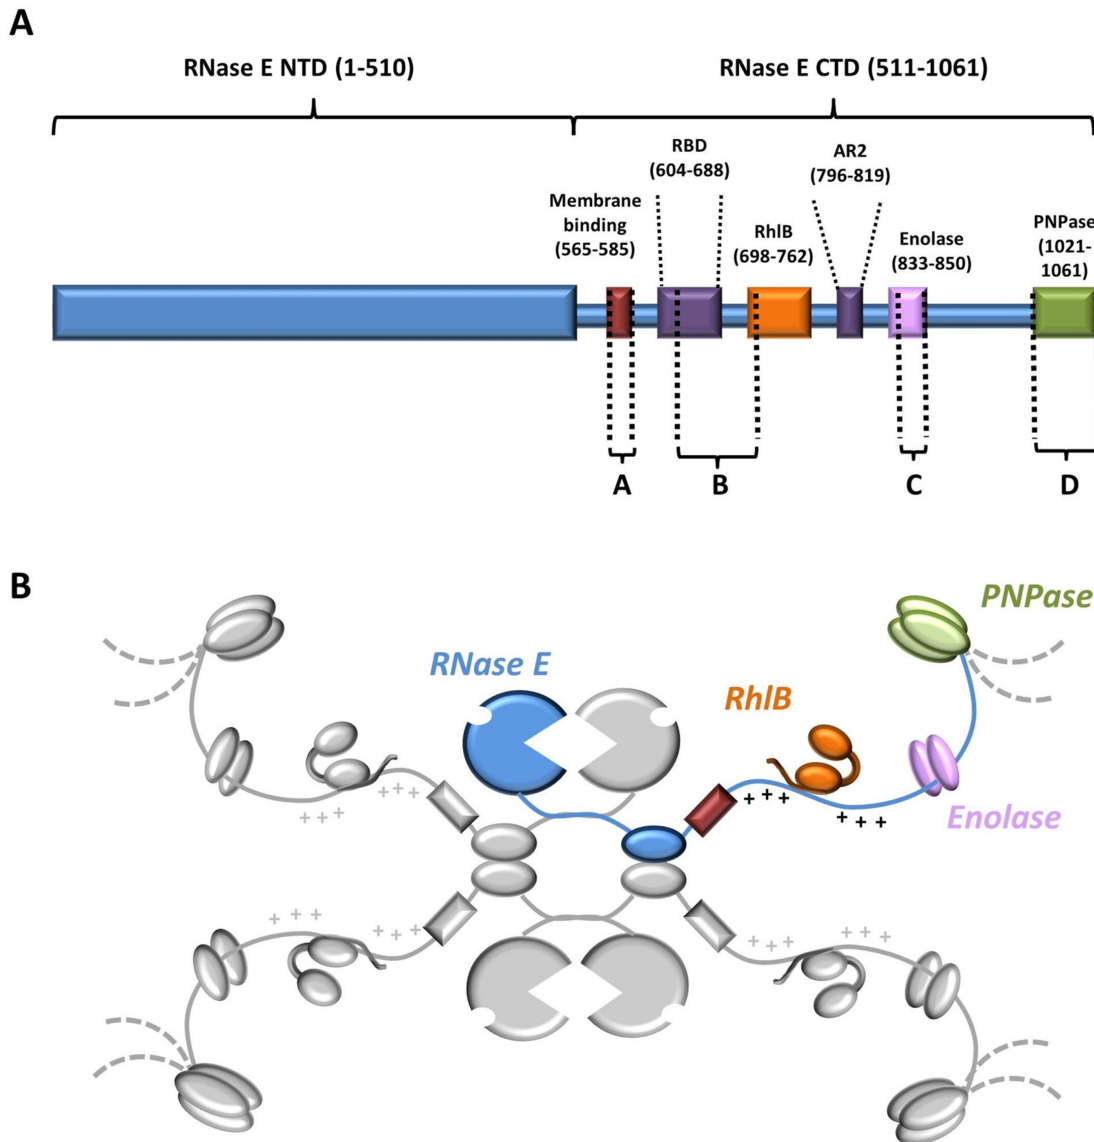 A
RNase E NTD (1-510)
RNase E CTD (511-1061)
RBD
(604-688)
AR2
(796-819)
Membrane
binding
(565-585)
RhlB
(698-762)
Enolase
(833-850)
PNPase
(1021-
1061)
A
B
C
D
B
PNPase
RNase E
RhlB
Enolase
+ + +
+ + +
+ + +
+ + +
+ + +
+ + +
+ + +
+ + +